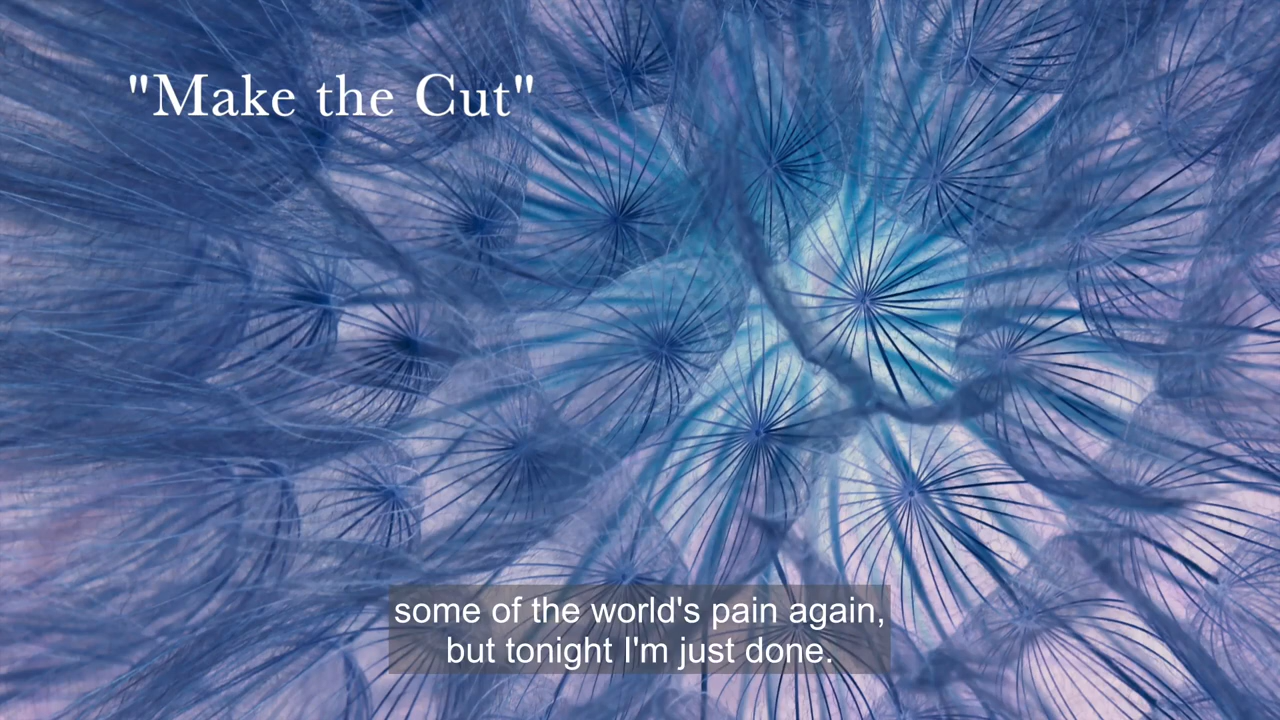 "Make the Cut"
some of the world's pain again,
but tonight I'm just done.